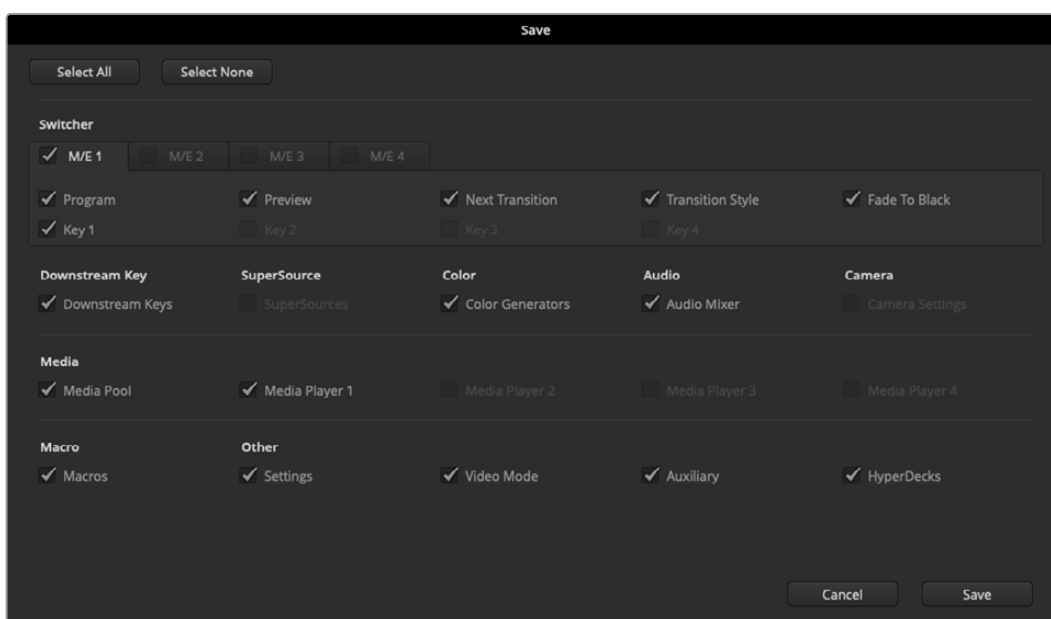 Save
Select All Select None
Switcher
M/E 1 M/E 2 M/E 3 M/E 4
Program Preview Next Transition Transition Style Fade To Black
Key 1 Key 2 Key 3 Key 4
Downstream Key SuperSource Color Audio Camera
Downstream Keys SuperSources Color Generators Audio Mixer Camera Settings
Media
Media Pool Media Player 1 Media Player 2 Media Player 3 Media Player 4
Macro Other
Macros Settings Video Mode Auxiliary HyperDecks
Cancel Save